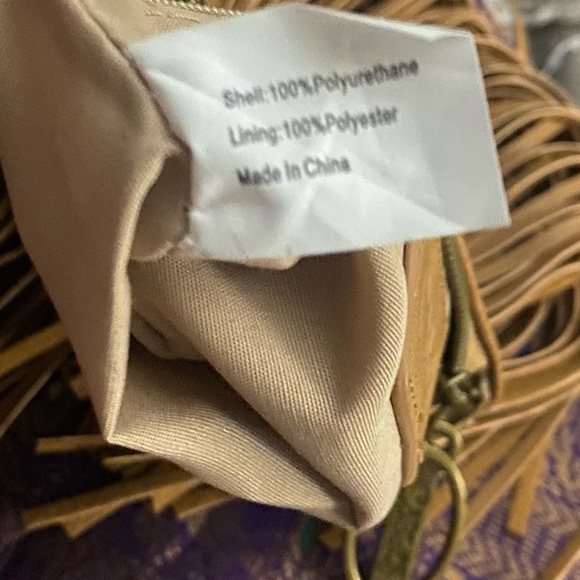 Shell:100%Polyurethane
Lining:100%Polyester
Made In China